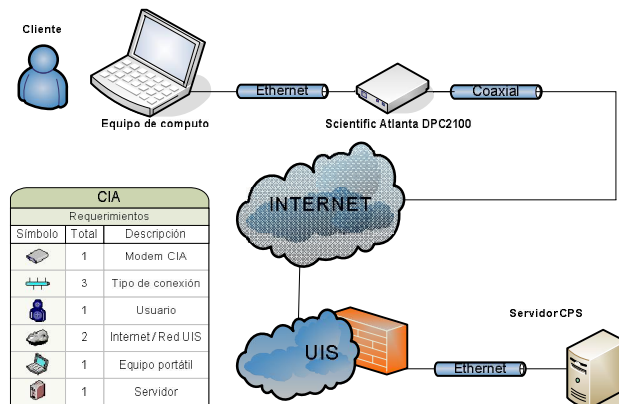 Cliente
Ethernet
Coaxial
Equipo de computo
Scientific Atlanta DPC2100
INTERNET
CIA
Requerimientos
Símbolo Total Descripción
1 Modem CIA
3 Tipo de conexión
1 Usuario
2 Internet / Red UIS
1 Equipo portátil
1 Servidor
UIS
Ethernet
Servidor CPS